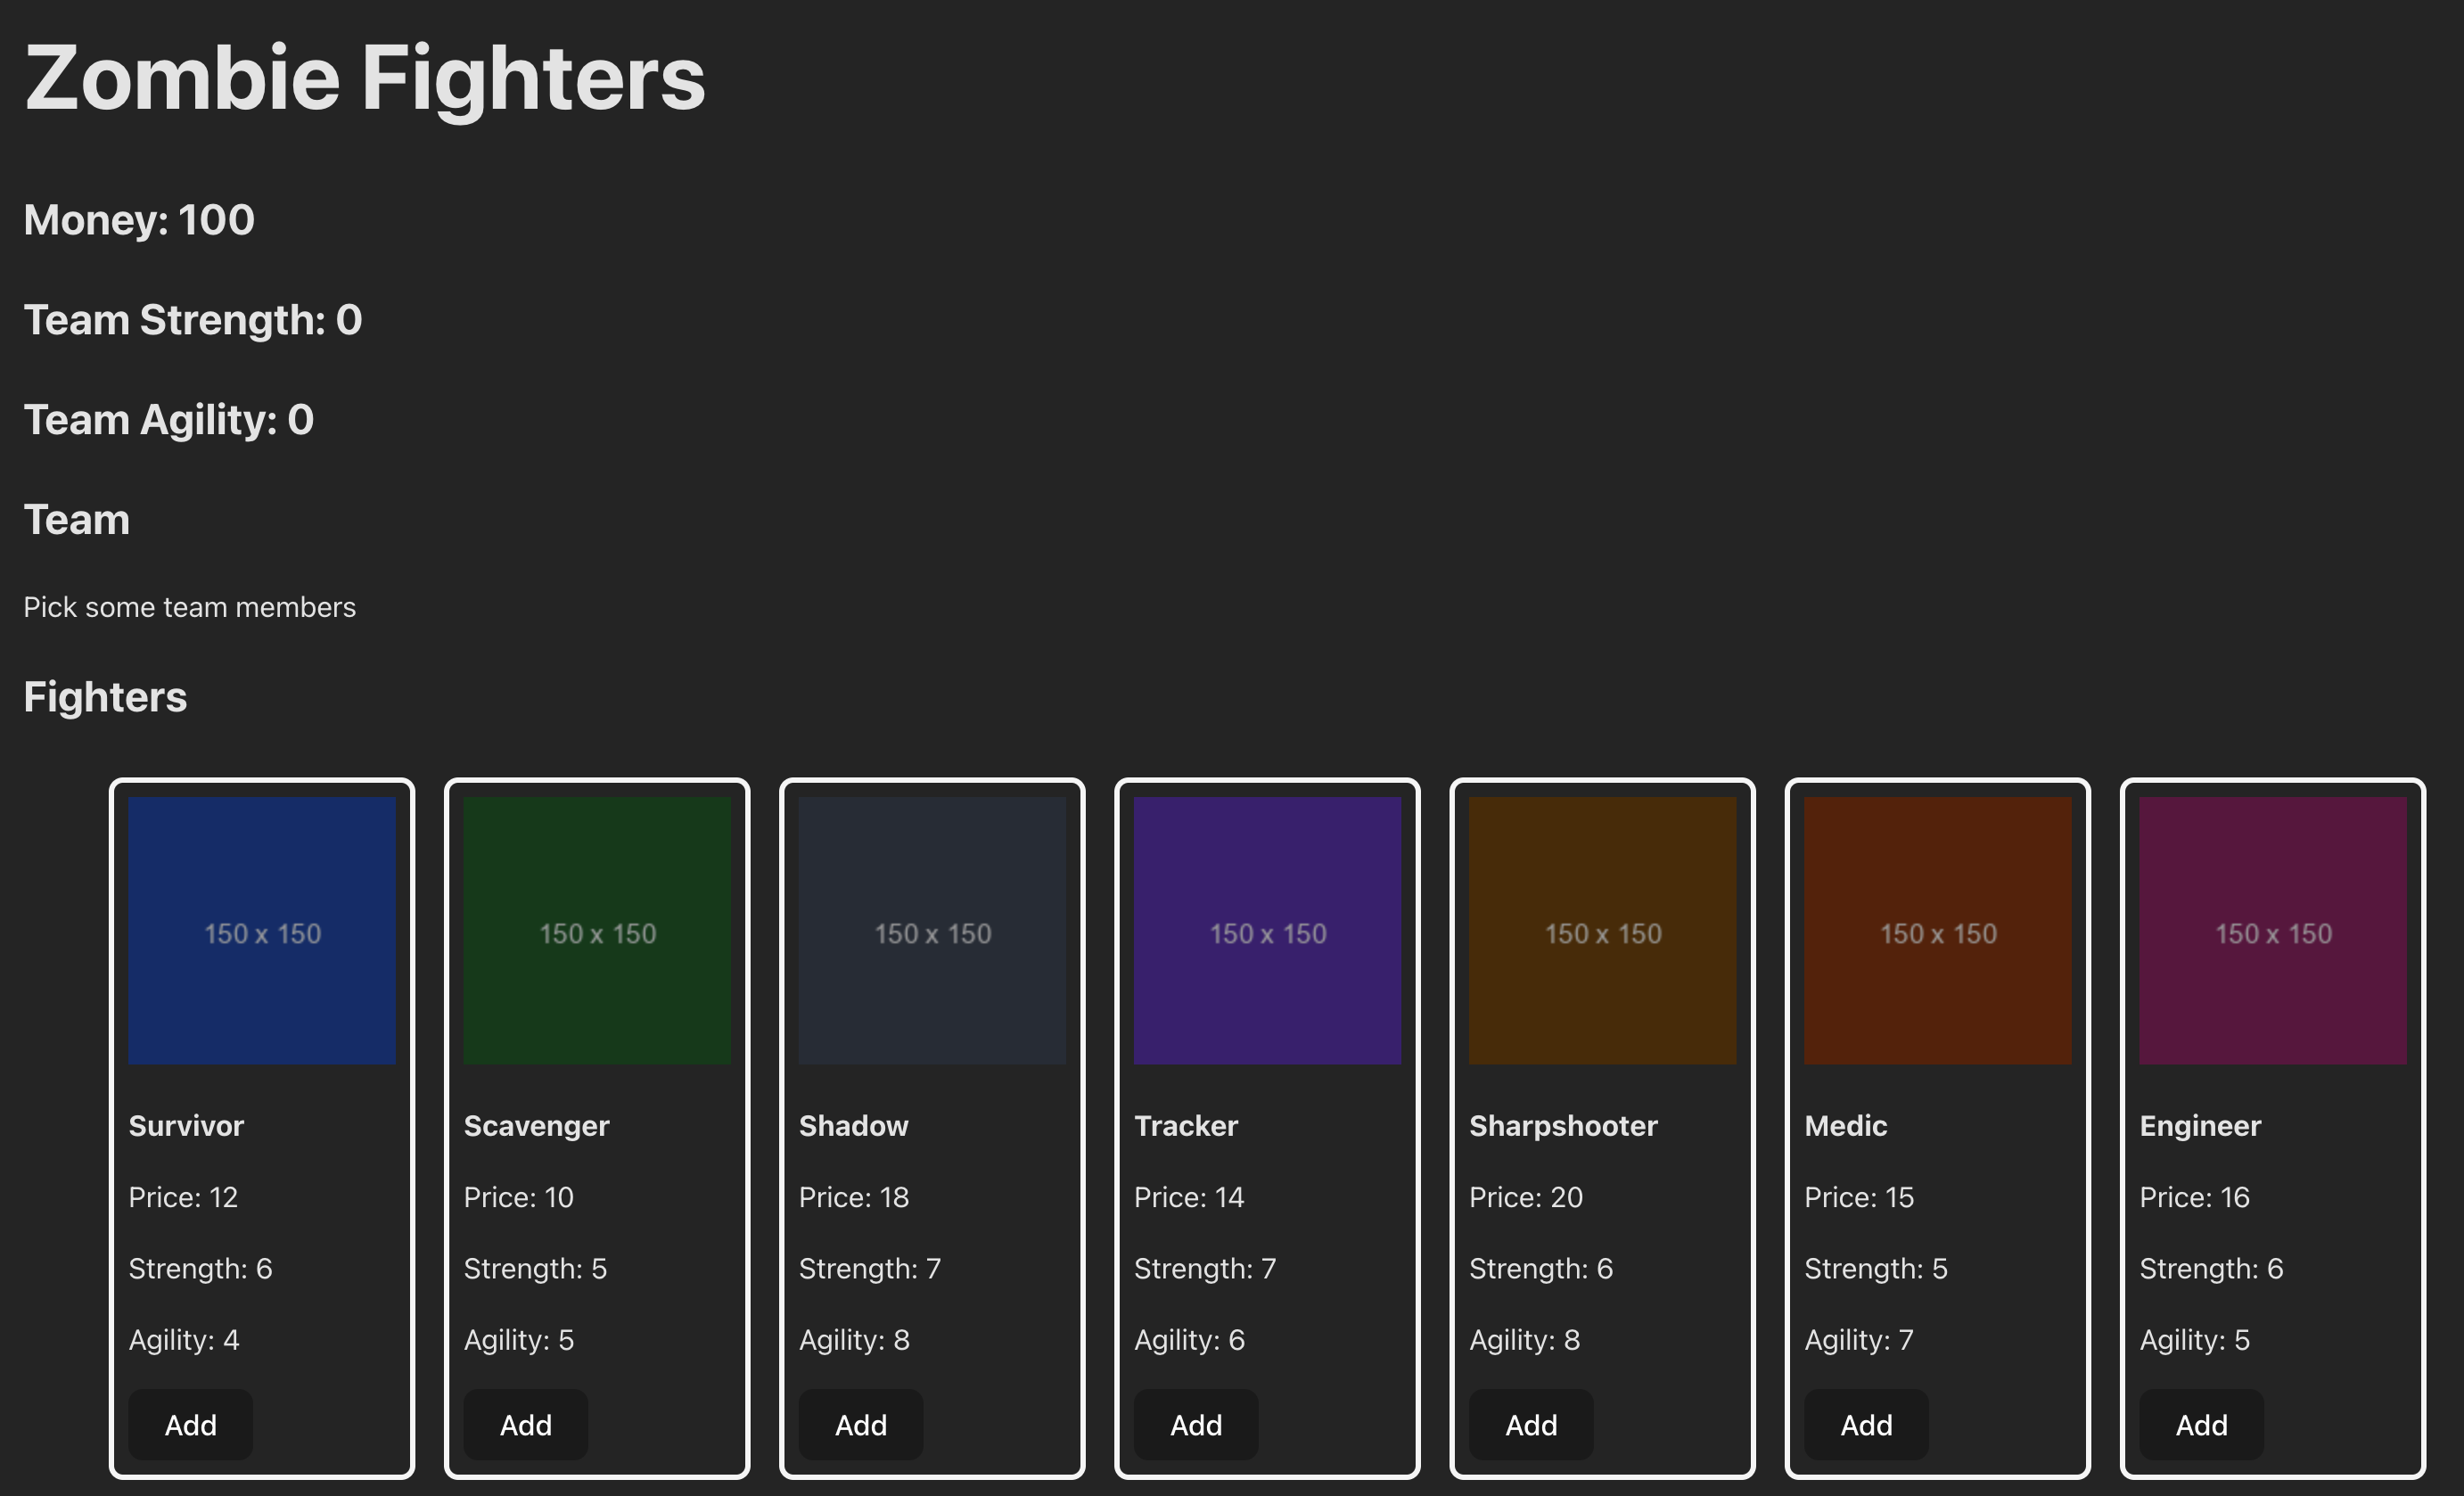 Zombie Fighters
Money: 100
Team Strength: 0
Team Agility: 0
Team
Pick some team members
Fighters
150 x 150
Survivor
Price: 12
Strength: 6
Agility: 4
Add
150 x 150
Scavenger
Price: 10
Strength: 5
Agility: 5
Add
150 x 150
Shadow
Price: 18
Strength: 7
Agility: 8
Add
150 x 150
Tracker
Price: 14
Strength: 7
Agility: 6
Add
150 x 150
Sharpshooter
Price: 20
Strength: 6
Agility: 8
Add
150 x 150
Medic
Price: 15
Strength: 5
Agility: 7
Add
150 x 150
Engineer
Price: 16
Strength: 6
Agility: 5
Add